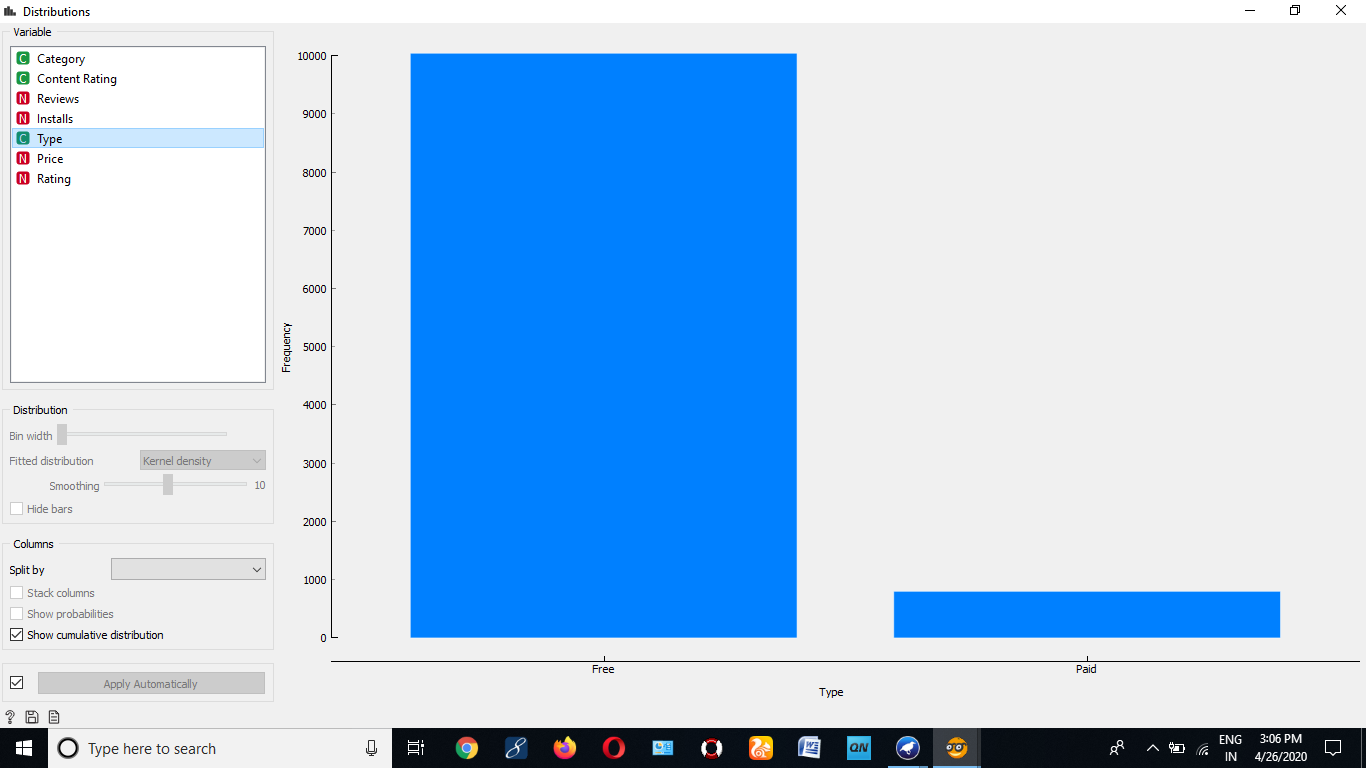 Distributions
Variable
C Category
C Content Rating
N Reviews
N Installs
C Type
N Price
N Rating
Distribution
Bin width
Fitted distribution Kernel density
Smoothing 10
Hide bars
Columns
Split by
Stack columns
Show probabilities
Show cumulative distribution
Apply Automatically
?
10000
9000
8000
7000
6000
5000
4000
3000
2000
1000
0
Frequency
Free Paid
Type
Type here to search
QN
ENG
IN
3:06 PM
4/26/2020